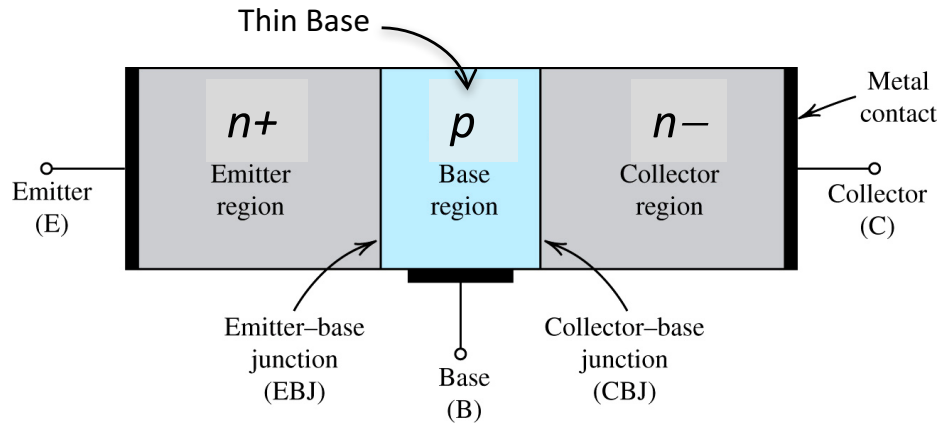 Thin Base
n+
Emitter
region
p
Base
region
n–
Collector
region
Metal
contact
Emitter
(E)
Collector
(C)
Emitter–base
junction
(EBJ)
Base
(B)
Collector–base
junction
(CBJ)